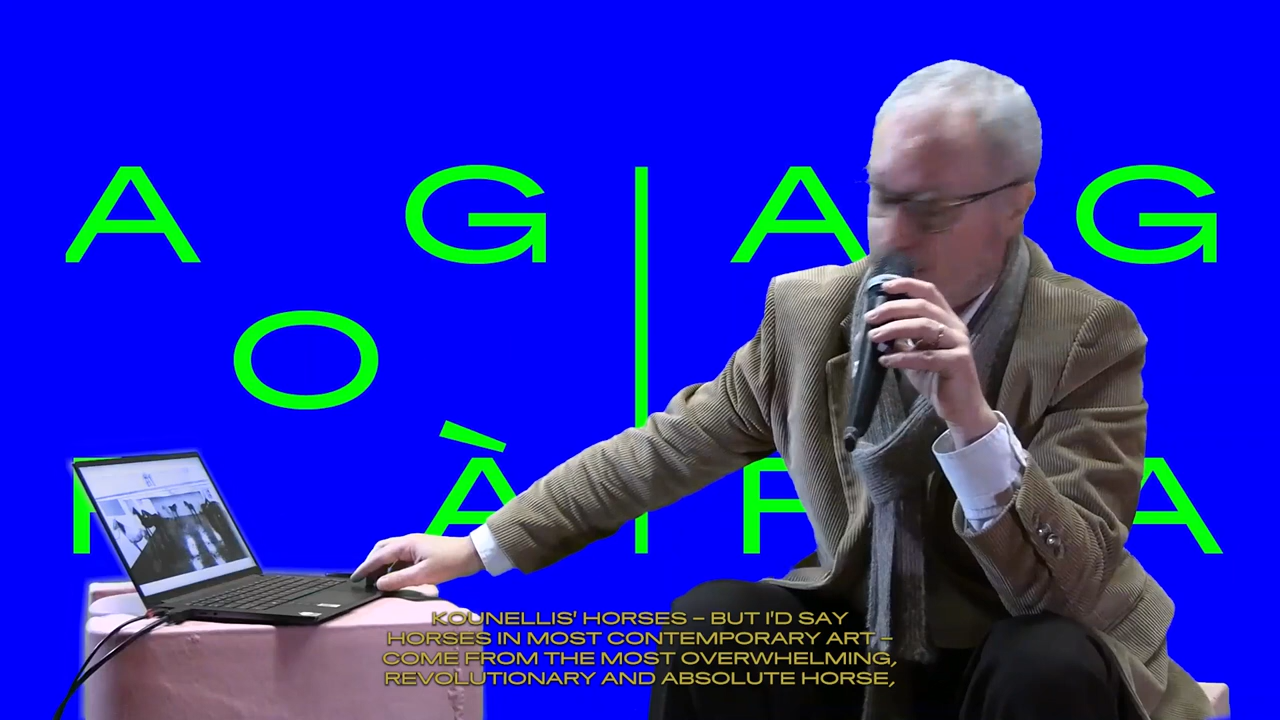 A G | A G
O
À A
KOUNELLIS' HORSES – BUT I'D SAY
HORSES IN MOST CONTEMPORARY ART –
COME FROM THE MOST OVERWHELMING,
REVOLUTIONARY AND ABSOLUTE HORSE,